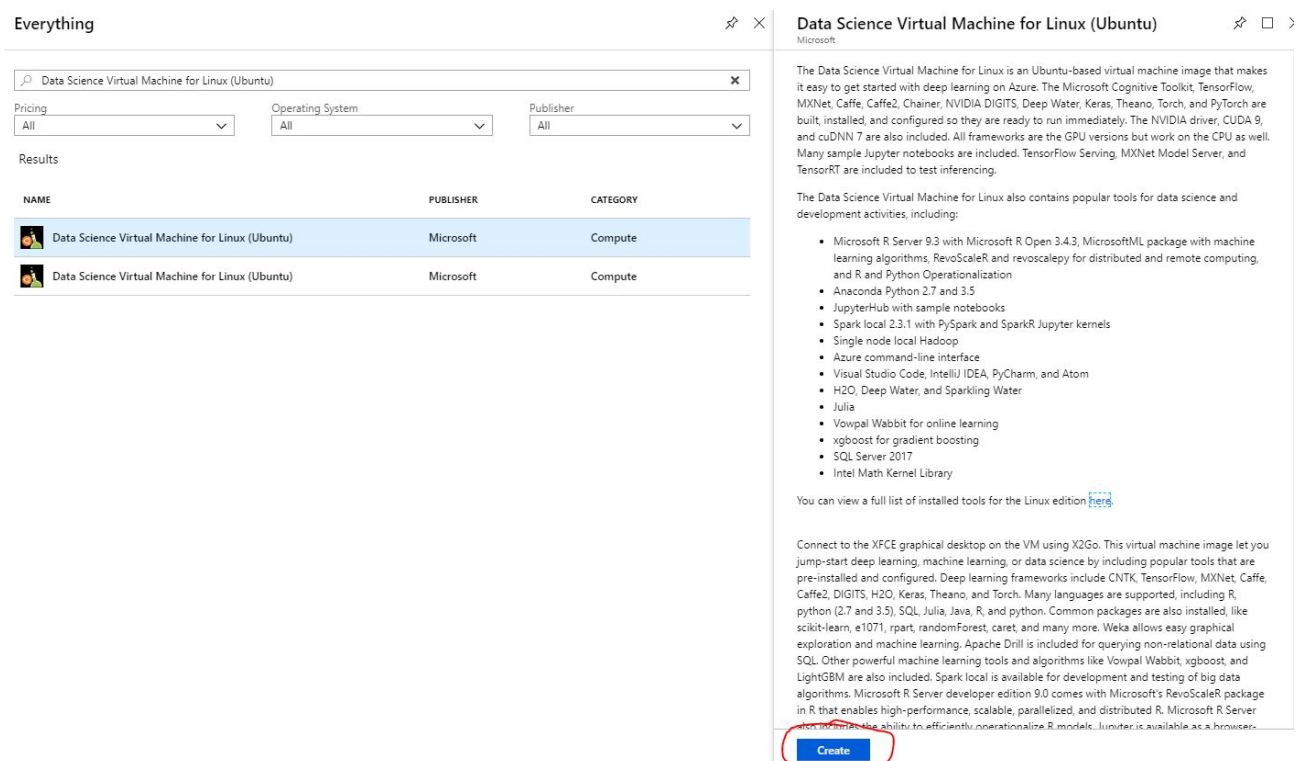 Everything
Data Science Virtual Machine for Linux (Ubuntu)
Pricing
All
Operating System
All
Publisher
All
Results
NAME PUBLISHER CATEGORY
Data Science Virtual Machine for Linux (Ubuntu) Microsoft Compute
Data Science Virtual Machine for Linux (Ubuntu) Microsoft Compute
Data Science Virtual Machine for Linux (Ubuntu)
Microsoft
The Data Science Virtual Machine for Linux is an Ubuntu-based virtual machine image that makes
it easy to get started with deep learning on Azure. The Microsoft Cognitive Toolkit, TensorFlow,
MXNet, Caffe, Caffe2, Chainer, NVIDIA DIGITS, Deep Water, Keras, Theano, Torch, and PyTorch are
built, installed, and configured so they are ready to run immediately. The NVIDIA driver, CUDA 9,
and cuDNN 7 are also included. All frameworks are the GPU versions but work on the CPU as well.
Many sample Jupyter notebooks are included. TensorFlow Serving, MXNet Model Server, and
TensorRT are included to test inferencing.
The Data Science Virtual Machine for Linux also contains popular tools for data science and
development activities, including:
• Microsoft R Server 9.3 with Microsoft R Open 3.4.3, MicrosoftML package with machine
learning algorithms, RevoScaleR and revoscalepy for distributed and remote computing,
and R and Python Operationalization
• Anaconda Python 2.7 and 3.5
• JupyterHub with sample notebooks
• Spark local 2.3.1 with PySpark and SparkR Jupyter kernels
• Single node local Hadoop
• Azure command-line interface
• Visual Studio Code, IntelliJ IDEA, PyCharm, and Atom
• H2O, Deep Water, and Sparkling Water
• Julia
• Vowpal Wabbit for online learning
• xgboost for gradient boosting
• SQL Server 2017
• Intel Math Kernel Library
You can view a full list of installed tools for the Linux edition here.
Connect to the XFCE graphical desktop on the VM using X2Go. This virtual machine image let you
jump-start deep learning, machine learning, or data science by including popular tools that are
pre-installed and configured. Deep learning frameworks include CNTK, TensorFlow, MXNet, Caffe,
Caffe2, DIGITS, H2O, Keras, Theano, and Torch. Many languages are supported, including R,
python (2.7 and 3.5), SQL, Julia, Java, R, and python. Common packages are also installed, like
scikit-learn, e1071, rpart, randomForest, caret, and many more. Weka allows easy graphical
exploration and machine learning. Apache Drill is included for querying non-relational data using
SQL. Other powerful machine learning tools and algorithms like Vowpal Wabbit, xgboost, and
LightGBM are also included. Spark local is available for development and testing of big data
algorithms. Microsoft R Server developer edition 9.0 comes with Microsoft's RevoScaleR package
in R that enables high-performance, scalable, parallelized, and distributed R. Microsoft R Server
also includes the ability to efficiently operationalize R models. Jupyter is available as a browser-
Create